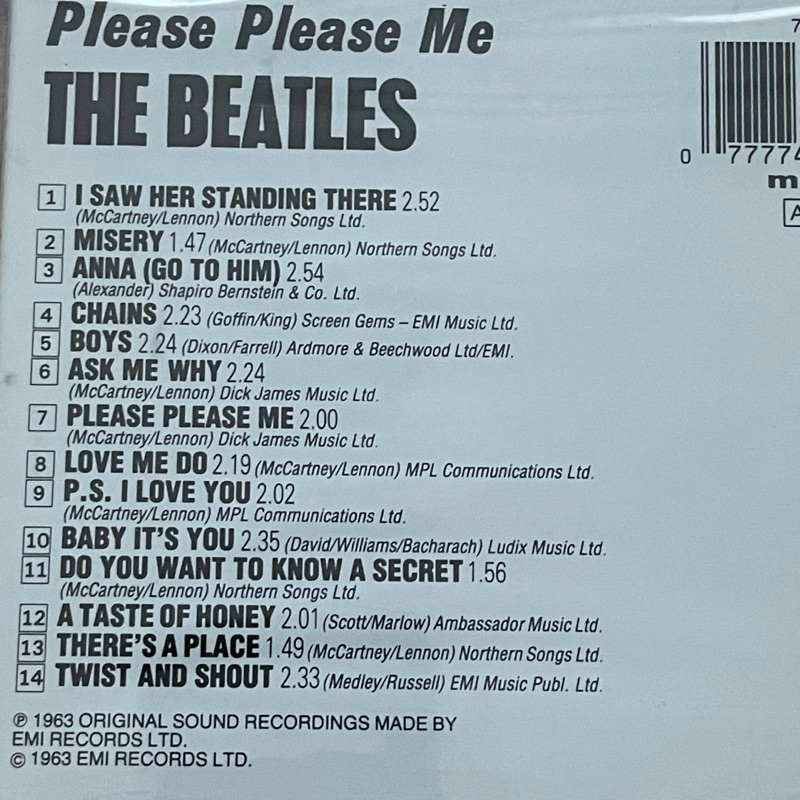 Please Please Me
THE BEATLES
7
0 77774
m
A
1 I SAW HER STANDING THERE 2.52
(McCartney/Lennon) Northern Songs Ltd.
2 MISERY 1.47 (McCartney/Lennon) Northern Songs Ltd.
3 ANNA (GO TO HIM) 2.54
(Alexander) Shapiro Bernstein & Co. Ltd.
4 CHAINS 2.23 (Goffin/King) Screen Gems – EMI Music Ltd.
5 BOYS 2.24 (Dixon/Farrell) Ardmore & Beechwood Ltd/EMI.
6 ASK ME WHY 2.24
(McCartney/Lennon) Dick James Music Ltd.
7 PLEASE PLEASE ME 2.00
(McCartney/Lennon) Dick James Music Ltd.
8 LOVE ME DO 2.19 (McCartney/Lennon) MPL Communications Ltd.
9 P.S. I LOVE YOU 2.02
(McCartney/Lennon) MPL Communications Ltd.
10 BABY IT'S YOU 2.35 (David/Williams/Bacharach) Ludix Music Ltd.
11 DO YOU WANT TO KNOW A SECRET 1.56
(McCartney/Lennon) Northern Songs Ltd.
12 A TASTE OF HONEY 2.01 (Scott/Marlow) Ambassador Music Ltd.
13 THERE'S A PLACE 1.49 (McCartney/Lennon) Northern Songs Ltd.
14 TWIST AND SHOUT 2.33 (Medley/Russell) EMI Music Publ. Ltd.
℗ 1963 ORIGINAL SOUND RECORDINGS MADE BY
EMI RECORDS LTD.
© 1963 EMI RECORDS LTD.